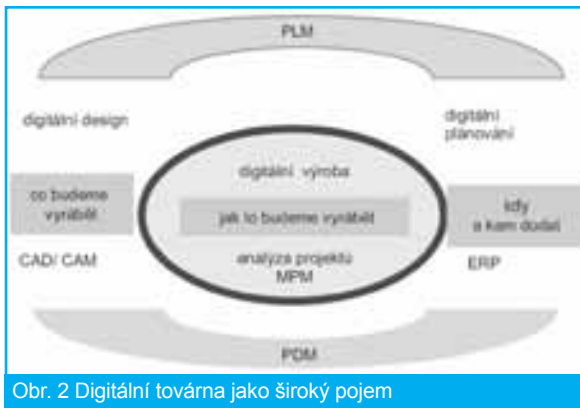 PLM
digitální design
digitální
plánování
digitální výroba
co budeme
vyrábět
jak to budeme vyrábět
kdy
a kam dodat
CAD/ CAM
analýza projektů
MPM
ERP
PDM
Obr. 2 Digitální továrna jako široký pojem